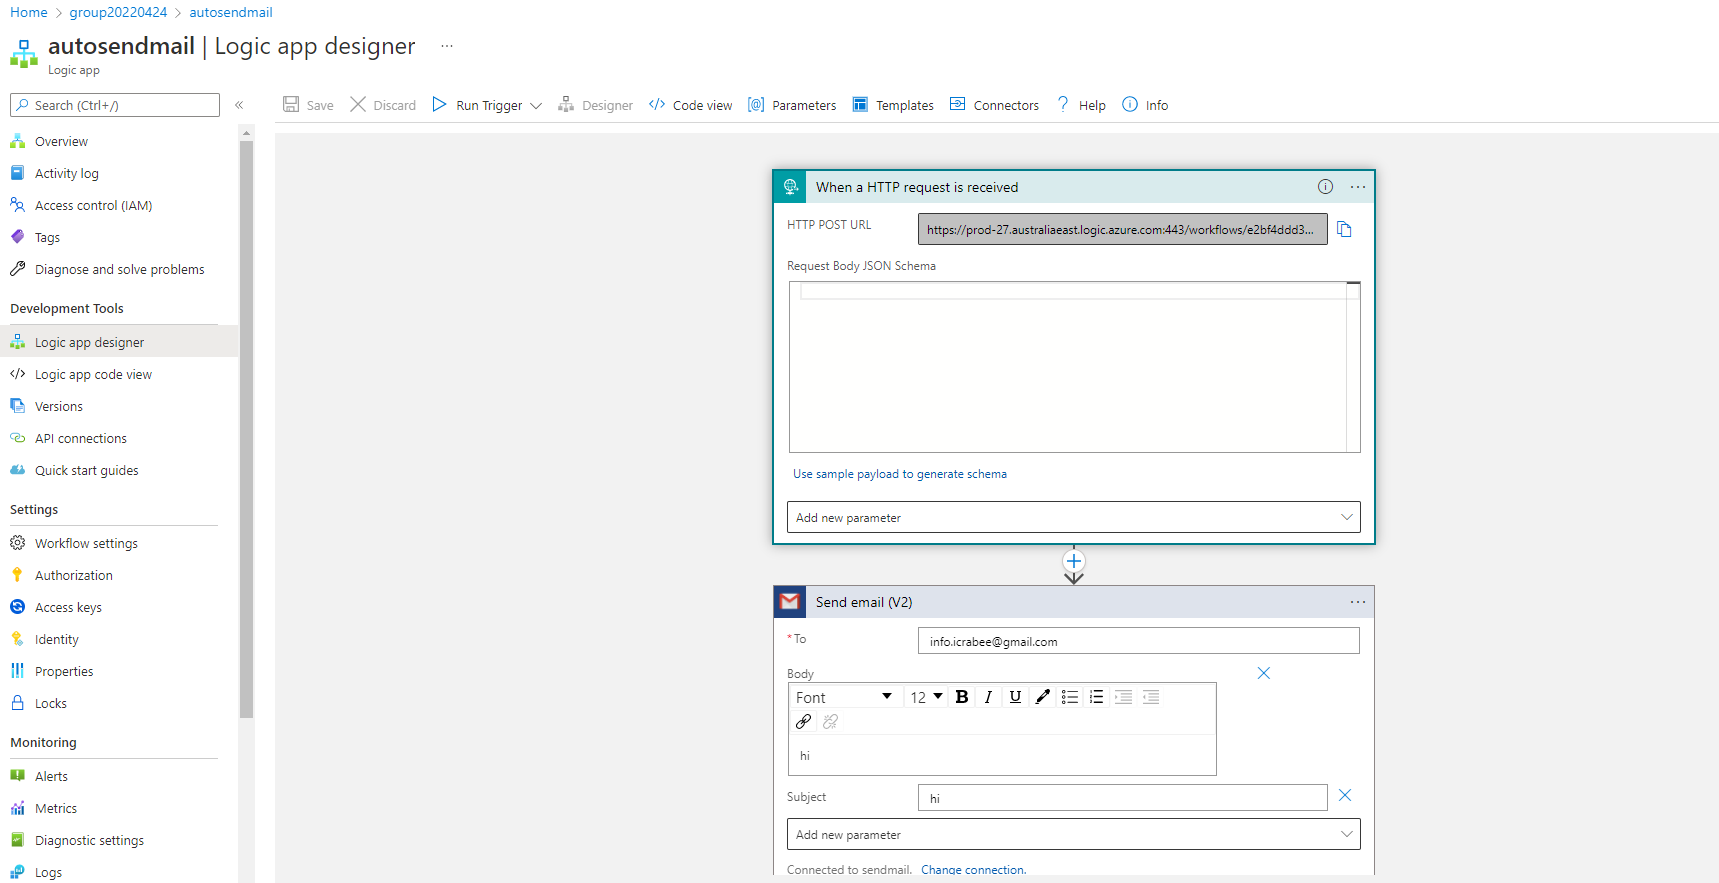 Home > group20220424 > autosendmail
autosendmail | Logic app designer ...
Logic app
Search (Ctrl+/) «
Save Discard Run Trigger Designer Code view Parameters Templates Connectors ? Help Info
Overview
Activity log
Access control (IAM)
Tags
Diagnose and solve problems
Development Tools
Logic app designer
Logic app code view
Versions
API connections
Quick start guides
Settings
Workflow settings
Authorization
Access keys
Identity
Properties
Locks
Monitoring
Alerts
Metrics
Diagnostic settings
Logs
When a HTTP request is received
HTTP POST URL https://prod-27.australiaeast.logic.azure.com:443/workflows/e2bf4ddd3...
Request Body JSON Schema
Use sample payload to generate schema
Add new parameter
Send email (V2)
*To info.icrabee@gmail.com
Body
Font 12 B I U
hi
Subject hi
Add new parameter
Connected to sendmail. Change connection.